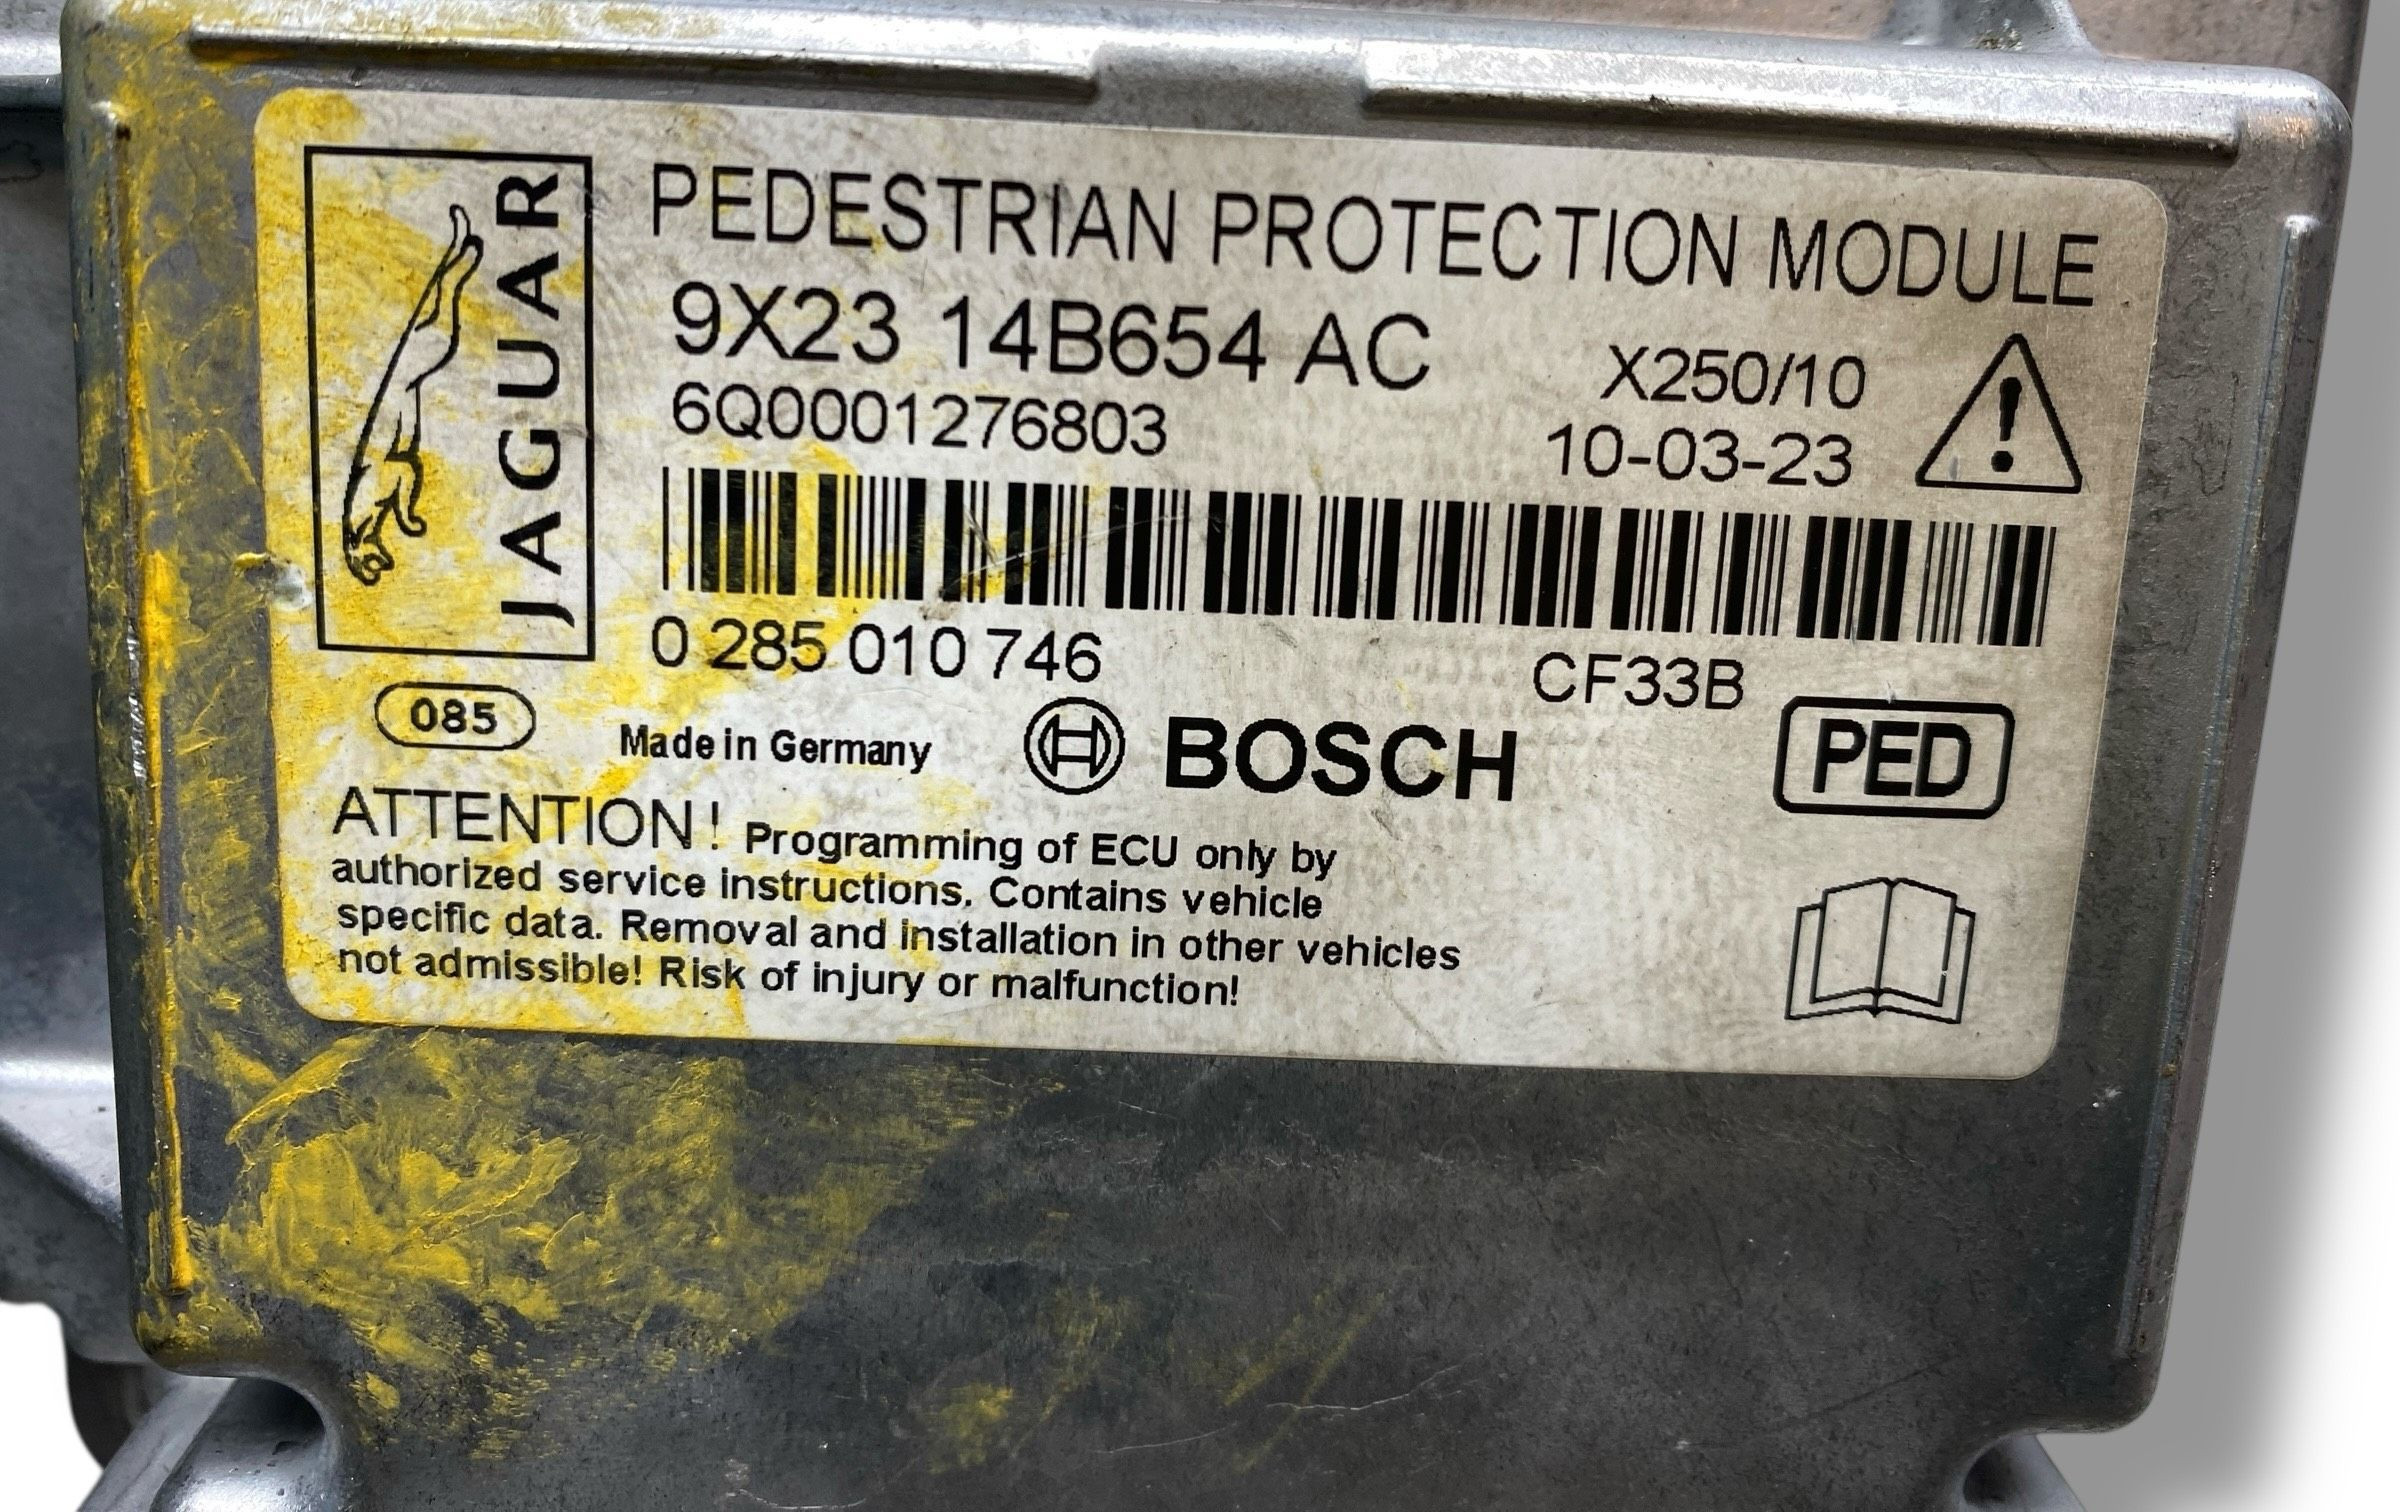 JAGUAR
PEDESTRIAN PROTECTION MODULE
9X23 14B654 AC
X250/10
6Q0001276803
10-03-23
0 285 010 746
CF33B
085
Made in Germany
BOSCH
PED
ATTENTION! Programming of ECU only by
authorized service instructions. Contains vehicle
specific data. Removal and installation in other vehicles
not admissible! Risk of injury or malfunction!